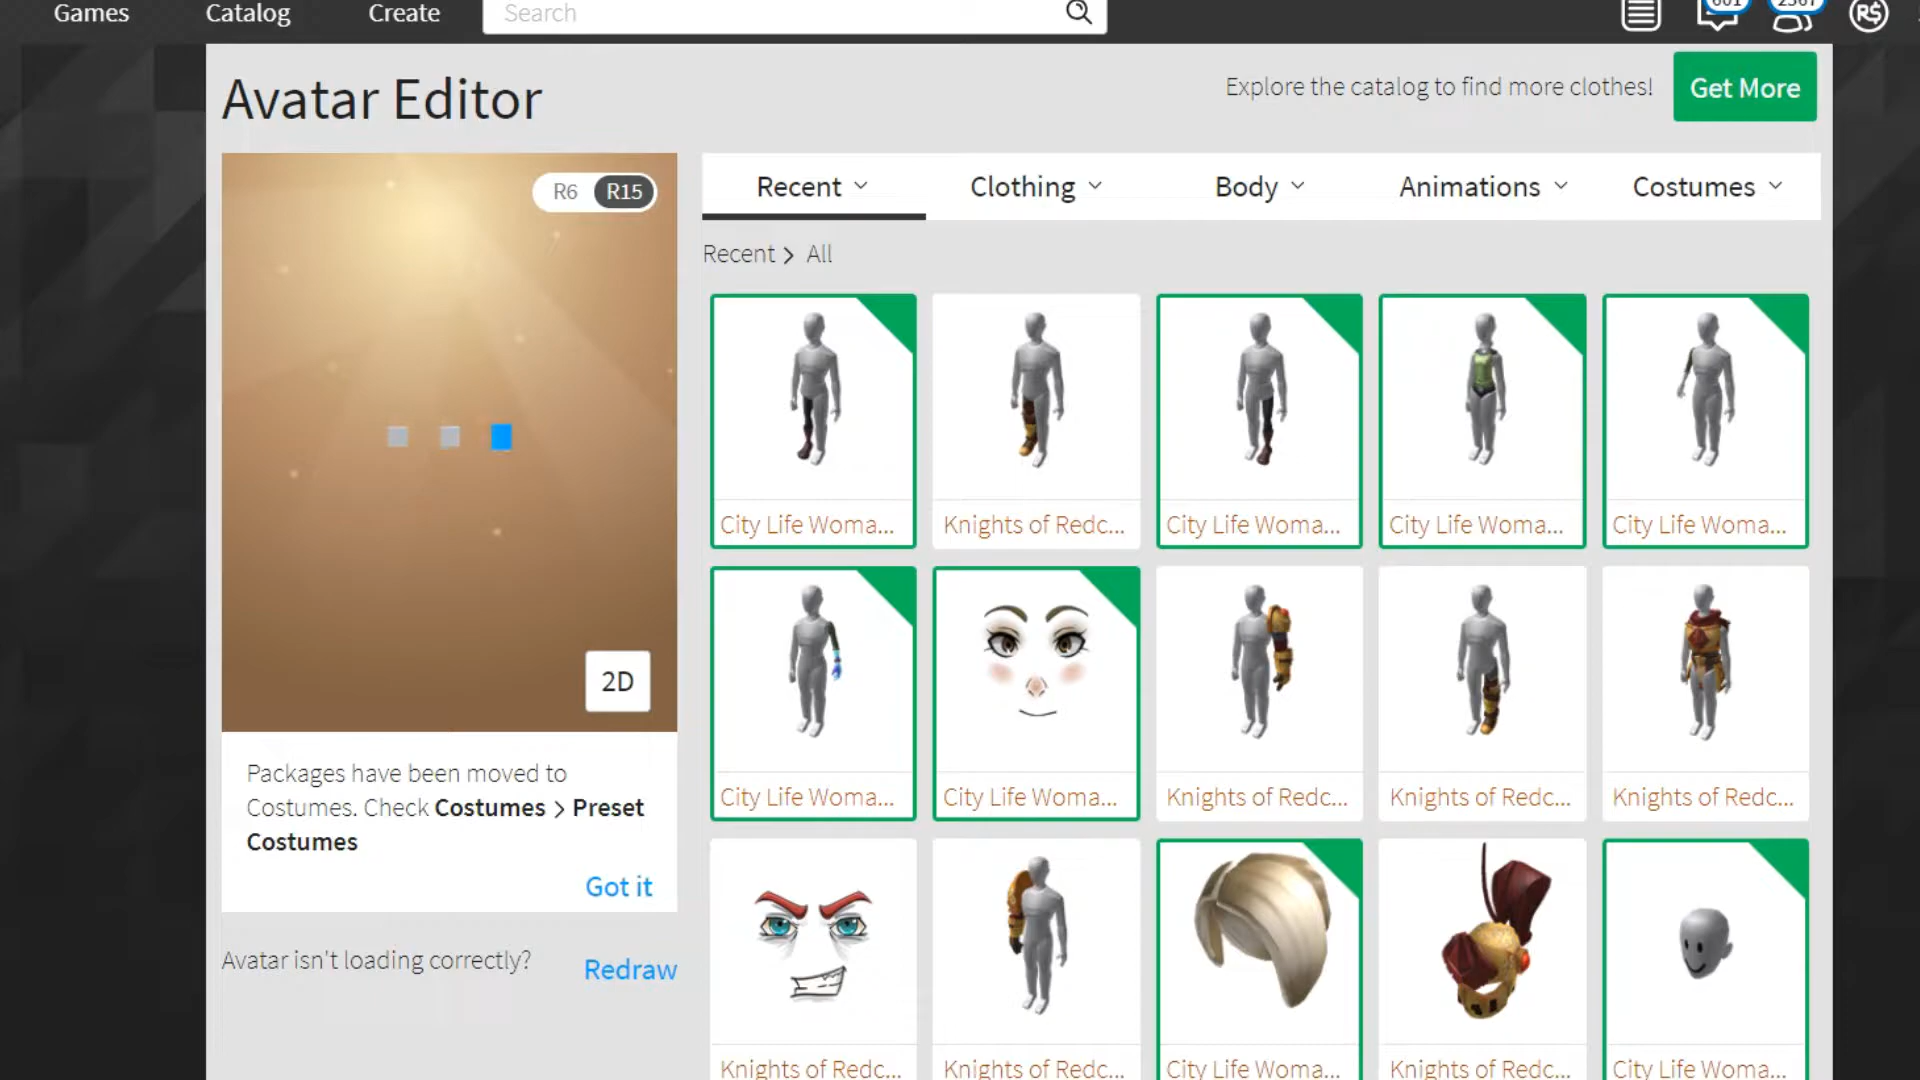 Games Catalog Create Search
Avatar Editor
Explore the catalog to find more clothes! Get More
R6 R15
Recent Clothing Body Animations Costumes
Recent > All
City Life Woma... Knights of Redc... City Life Woma... City Life Woma... City Life Woma...
2D
City Life Woma... City Life Woma... Knights of Redc... Knights of Redc... Knights of Redc...
Packages have been moved to
Costumes. Check Costumes > Preset
Costumes
Got it
Avatar isn't loading correctly? Redraw
Knights of Redc... Knights of Redc... City Life Woma... Knights of Redc... City Life Woma...